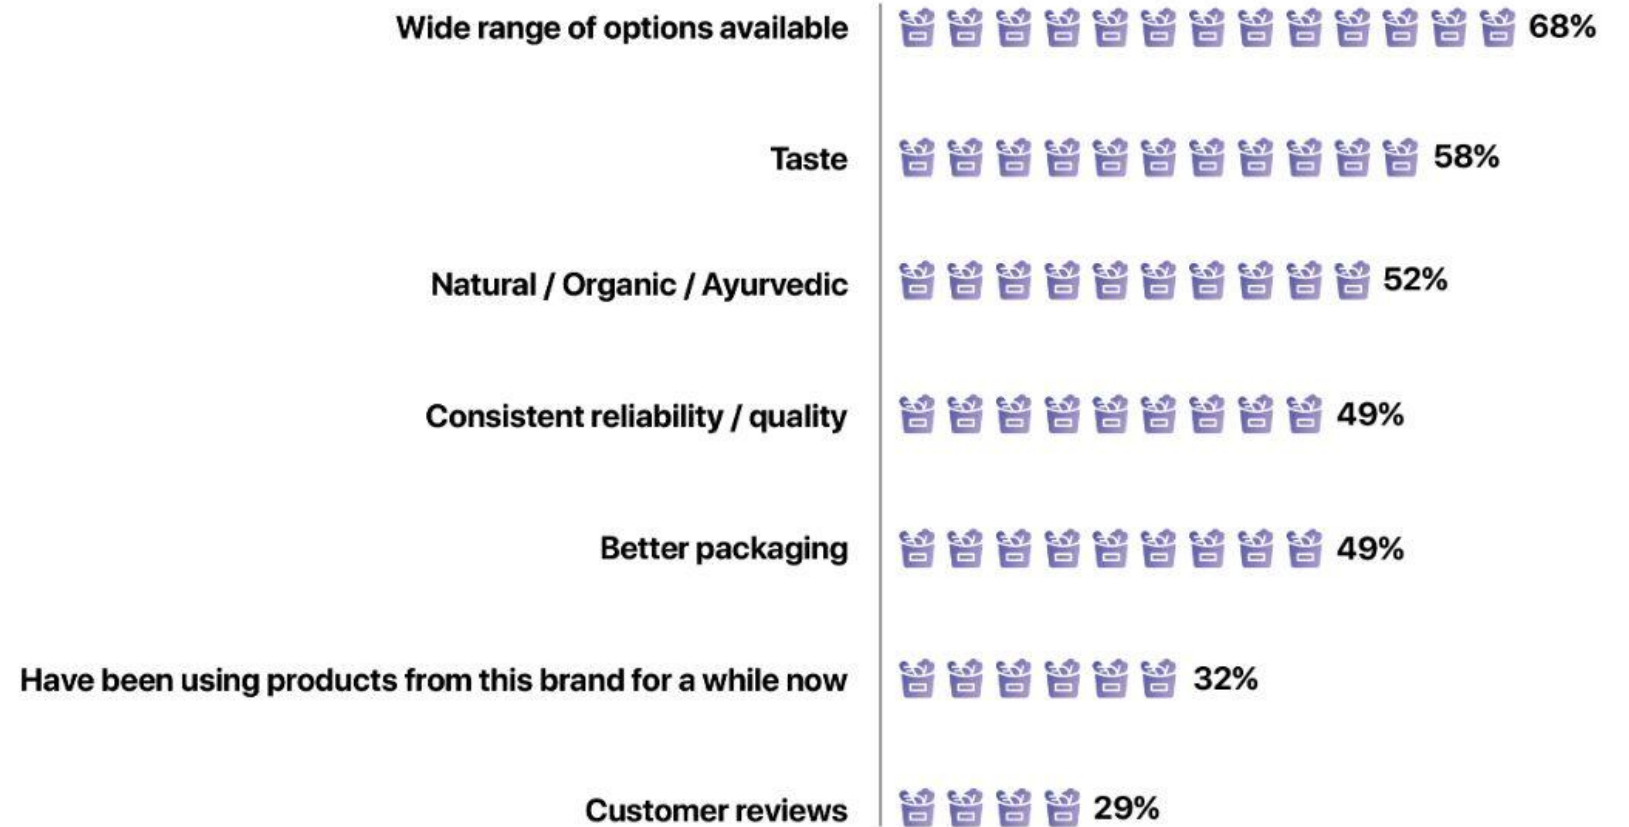 Wide range of options available 68%
Taste 58%
Natural / Organic / Ayurvedic 52%
Consistent reliability / quality 49%
Better packaging 49%
Have been using products from this brand for a while now 32%
Customer reviews 29%